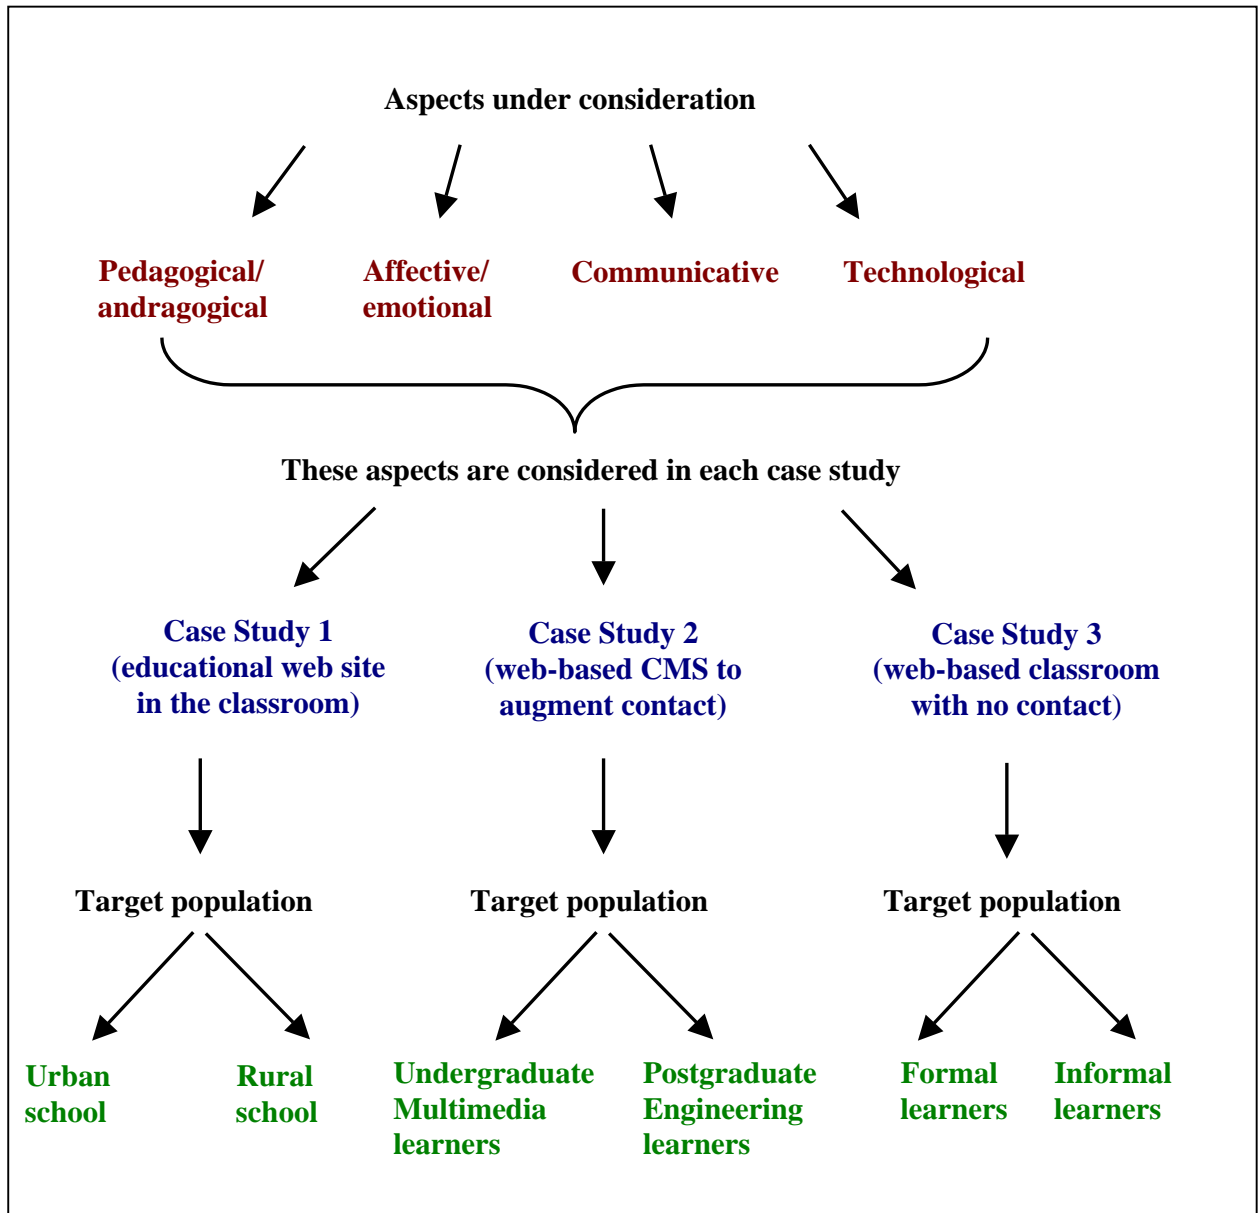 Aspects under consideration
Pedagogical/
andragogical
Affective/
emotional
Communicative
Technological
These aspects are considered in each case study
Case Study 1
(educational web site
in the classroom)
Case Study 2
(web-based CMS to
augment contact)
Case Study 3
(web-based classroom
with no contact)
Target population
Target population
Target population
Urban
school
Rural
school
Undergraduate
Multimedia
learners
Postgraduate
Engineering
learners
Formal
learners
Informal
learners